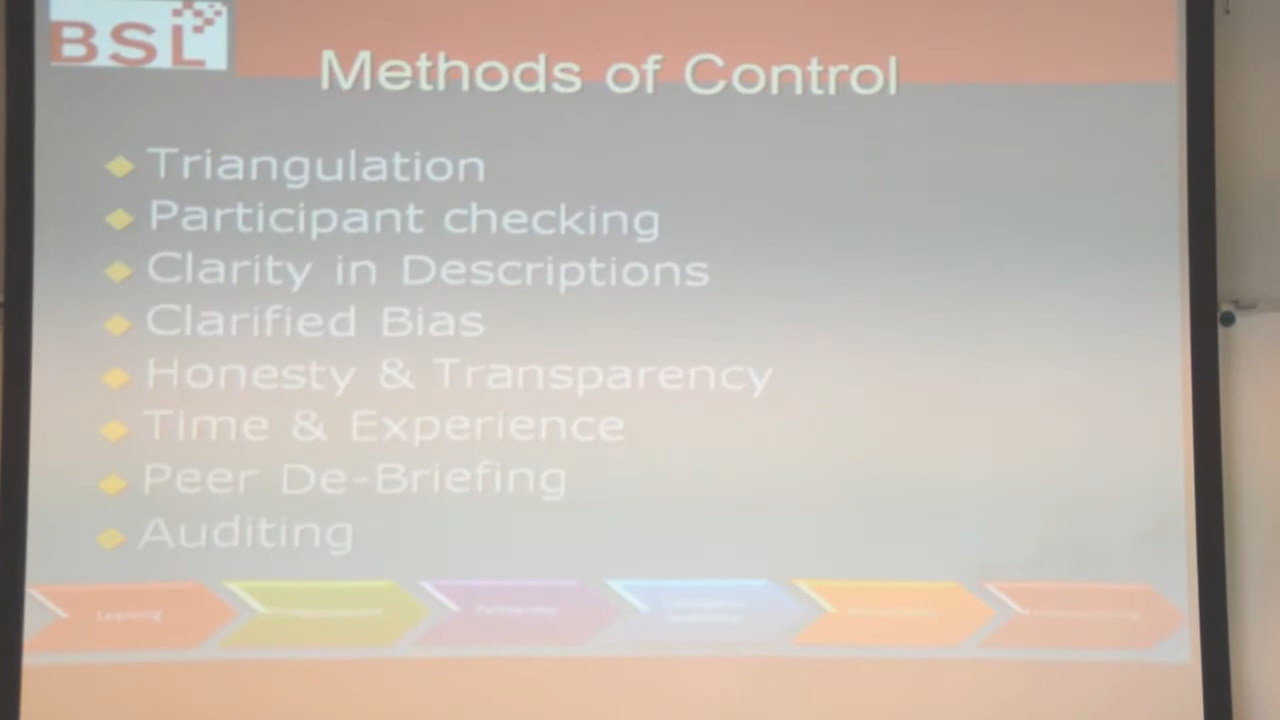 BSL
Methods of Control
Triangulation
Participant checking
Clarity in Descriptions
Clarified Bias
Honesty & Transparency
Time & Experience
Peer De-Briefing
Auditing
Learning